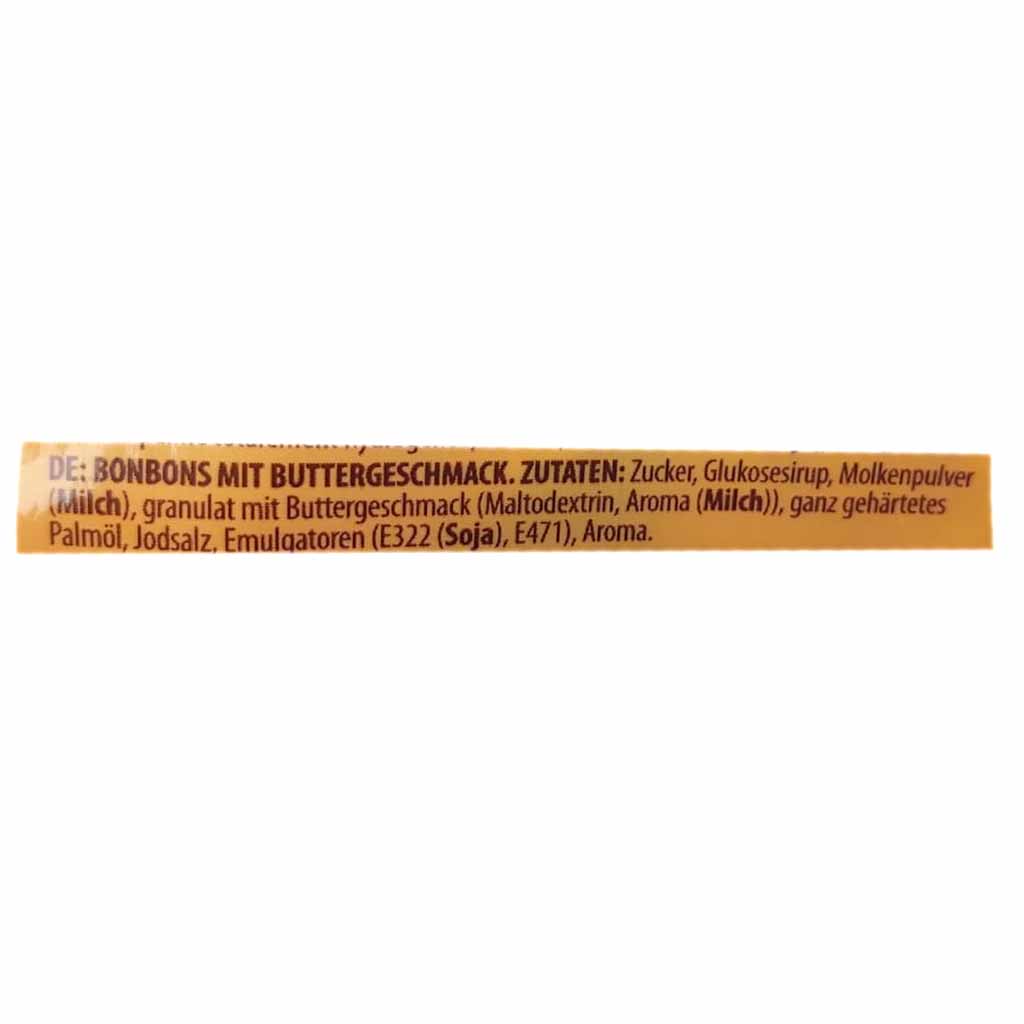 DE: BONBONS MIT BUTTERGESCHMACK. ZUTATEN: Zucker, Glukosesirup, Molkenpulver
(Milch), granulat mit Buttergeschmack (Maltodextrin, Aroma (Milch)), ganz gehärtetes
Palmöl, Jodsalz, Emulgatoren (E322 (Soja), E471), Aroma.